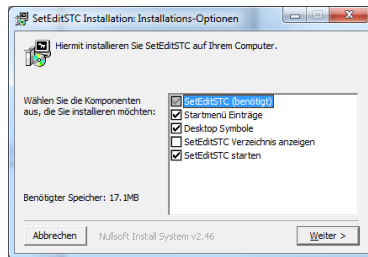 SetEditSTC Installation: Installations-Optionen
Hiermit installieren Sie SetEditSTC auf Ihrem Computer.
Wählen Sie die Komponenten
aus, die Sie installieren möchten:
SetEditSTC (benötigt)
Startmenü Einträge
Desktop Symbole
SetEditSTC Verzeichnis anzeigen
SetEditSTC starten
Benötigter Speicher: 17.1MB
Abbrechen
Nullsoft Install System v2.46
Weiter >